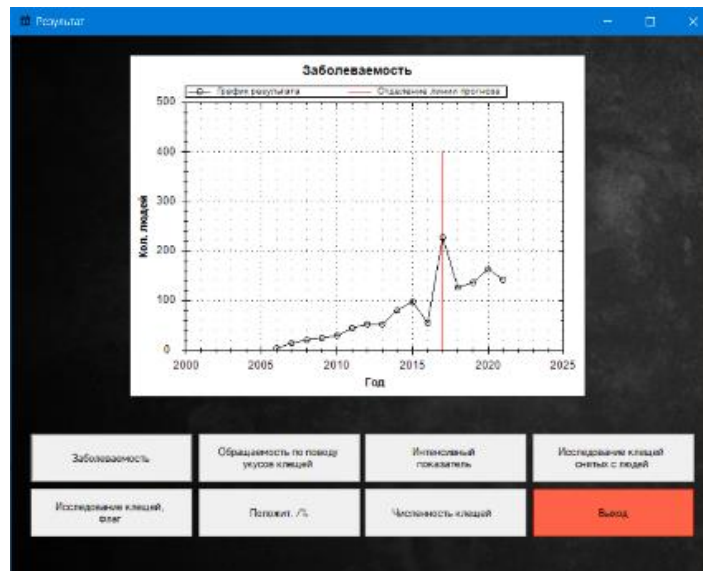 Результат
Заболеваемость
График результата
Отделение линии прогноза
500
400
300
200
100
0
Кол. людей
2000
2005
2010
2015
2020
2025
Год
Заболеваемость
Обращаемость по поводу
укусов клещей
Интенсивный
показатель
Исследование клещей
снятых с людей
Исследование клещей,
флаг
Положит. /%
Численность клещей
Выход